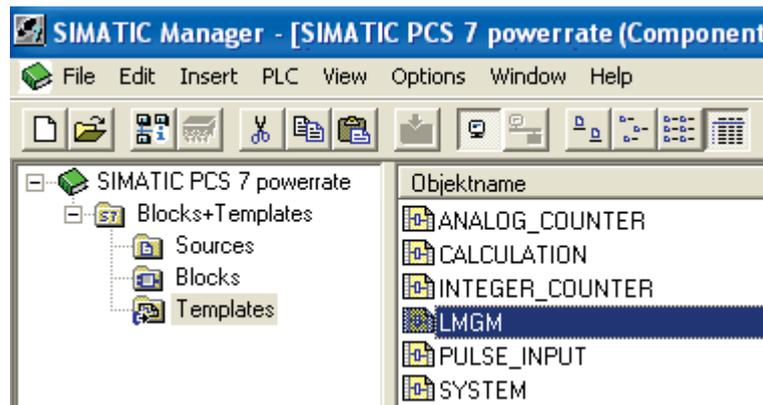 SIMATIC Manager - [SIMATIC PCS 7 powerrate (Component
File Edit Insert PLC View Options Window Help
SIMATIC PCS 7 powerrate
Blocks+Templates
Sources
Blocks
Templates
Objektname
ANALOG_COUNTER
CALCULATION
INTEGER_COUNTER
LMGM
PULSE_INPUT
SYSTEM